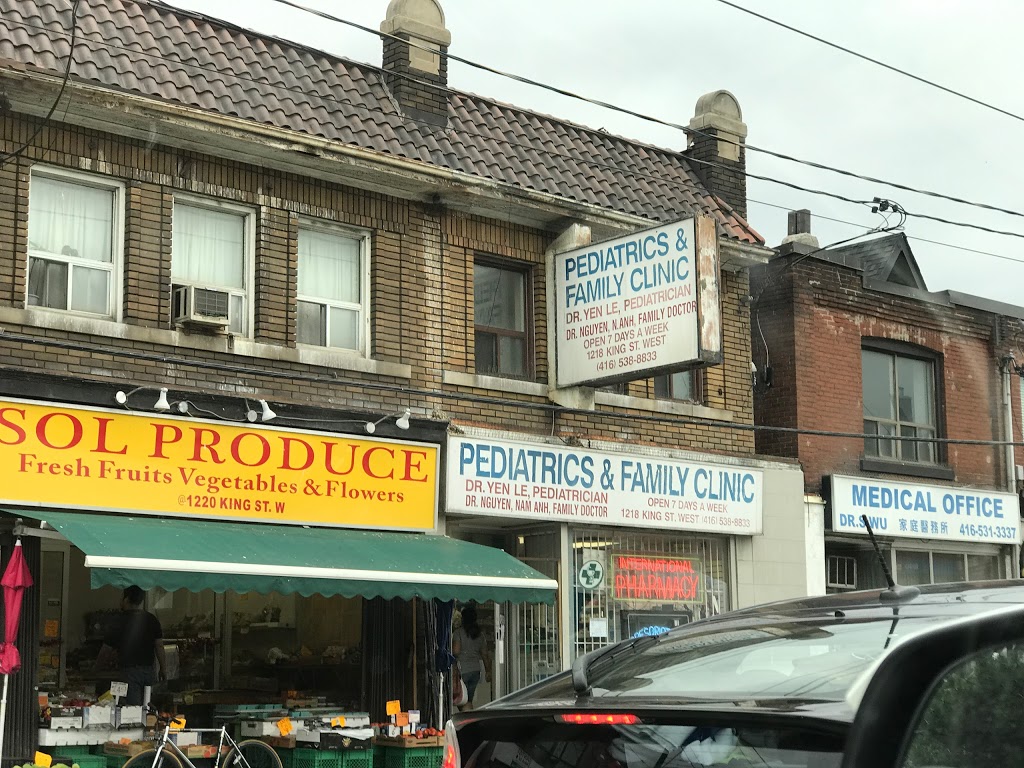 PEDIATRICS &
FAMILY CLINIC
DR. YEN LE, PEDIATRICIAN
DR. NGUYEN, N.ANH, FAMILY DOCTOR
OPEN 7 DAYS A WEEK
1218 KING ST. WEST
(416) 538-8833
SOL PRODUCE
Fresh Fruits Vegetables & Flowers
@1220 KING ST. W
PEDIATRICS & FAMILY CLINIC
DR. YEN LE, PEDIATRICIAN
OPEN 7 DAYS A WEEK
DR. NGUYEN, NAM ANH, FAMILY DOCTOR
1218 KING ST. WEST (416) 538-8833
MEDICAL OFFICE
DR. S. WU 家庭醫務所 416-531-3337
INTERNATIONAL
PHARMACY